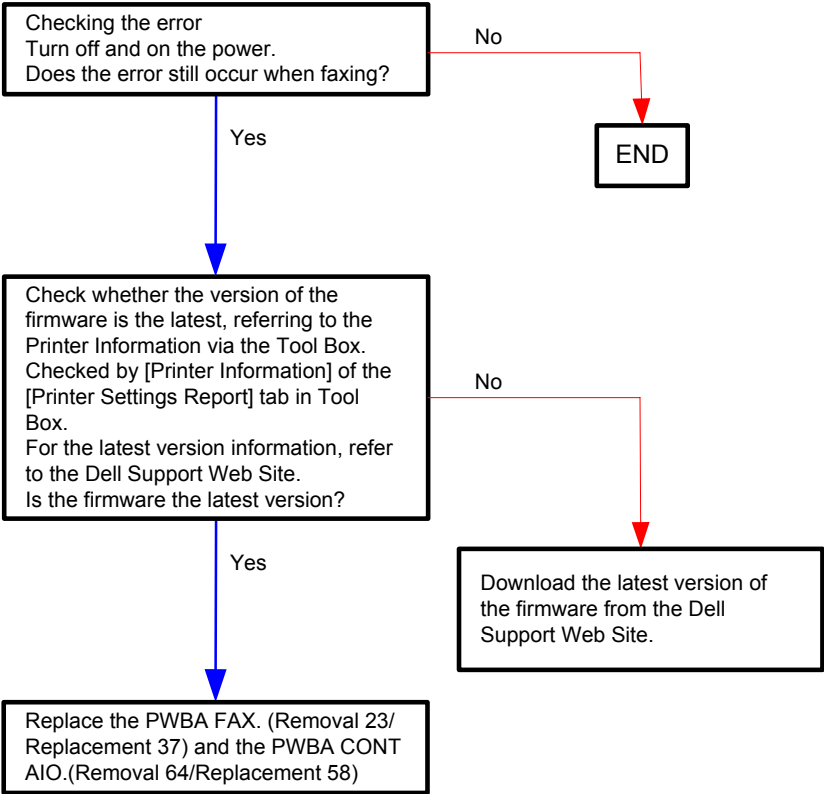 Checking the error
Turn off and on the power.
Does the error still occur when faxing?
No
Yes
END
Check whether the version of the
firmware is the latest, referring to the
Printer Information via the Tool Box.
Checked by [Printer Information] of the
[Printer Settings Report] tab in Tool
Box.
For the latest version information, refer
to the Dell Support Web Site.
Is the firmware the latest version?
No
Yes
Download the latest version of
the firmware from the Dell
Support Web Site.
Replace the PWBA FAX. (Removal 23/
Replacement 37) and the PWBA CONT
AIO.(Removal 64/Replacement 58)